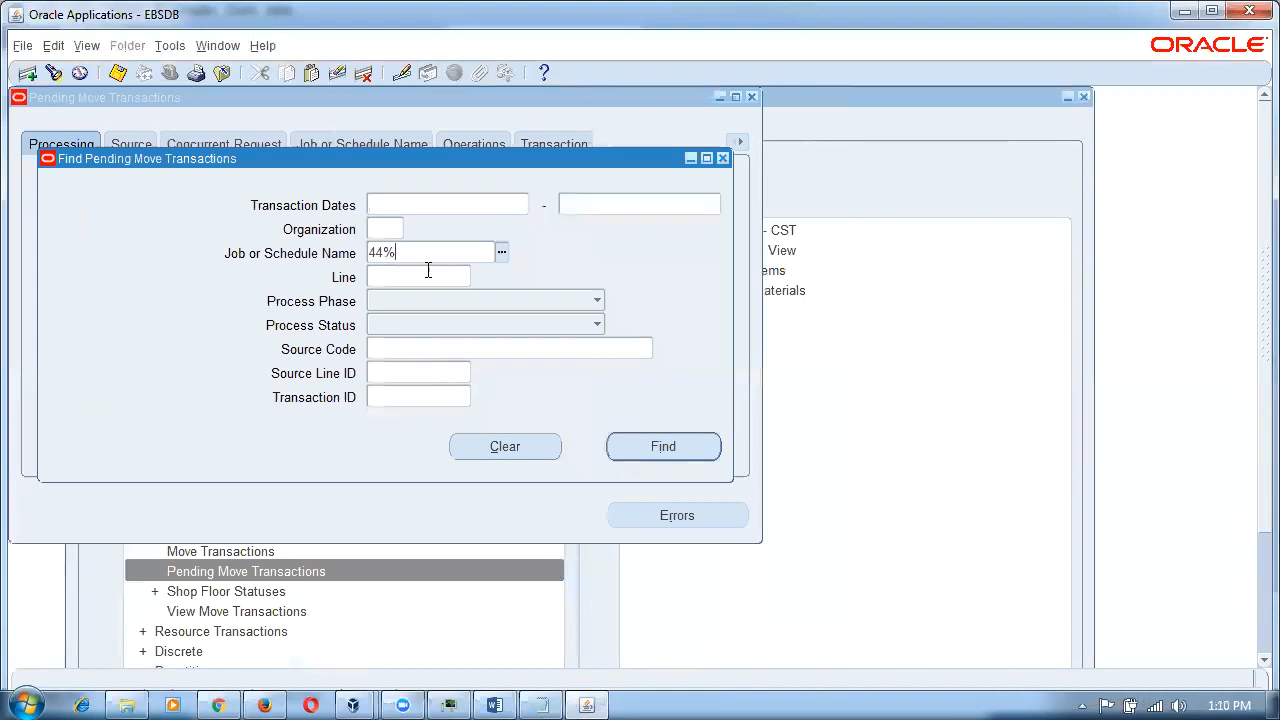 Oracle Applications - EBSDB
File Edit View Folder Tools Window Help
ORACLE
Pending Move Transactions
Processing Source Concurrent Request Job or Schedule Name Operations Transaction
Find Pending Move Transactions
Transaction Dates -
Organization
Job or Schedule Name 44%
Line
Process Phase
Process Status
Source Code
Source Line ID
Transaction ID
Clear Find
Errors
- CST
View
ems
aterials
Move Transactions
Pending Move Transactions
+ Shop Floor Statuses
View Move Transactions
+ Resource Transactions
+ Discrete
1:10 PM